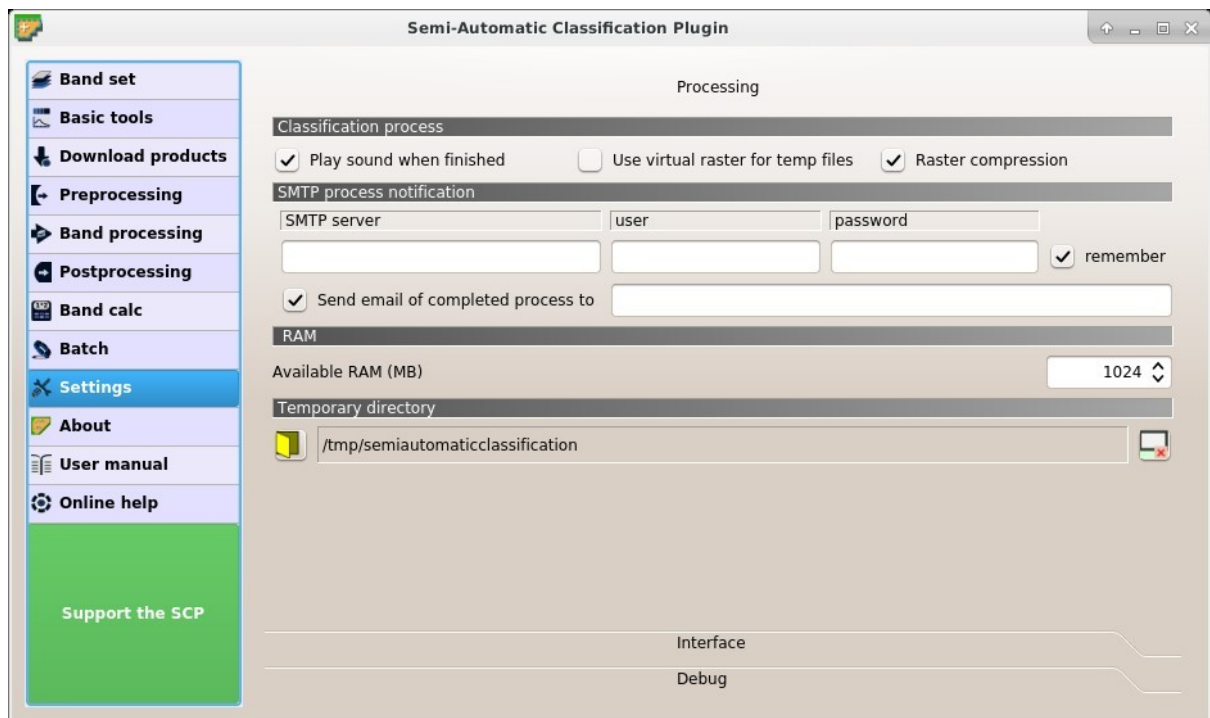 Semi-Automatic Classification Plugin
Band set
Basic tools
Download products
Preprocessing
Band processing
Postprocessing
Band calc
Batch
Settings
About
User manual
Online help
Support the SCP
Processing
Classification process
Play sound when finished Use virtual raster for temp files Raster compression
SMTP process notification
SMTP server user password
remember
Send email of completed process to
RAM
Available RAM (MB) 1024
Temporary directory
/tmp/semiautomaticclassification
Interface
Debug